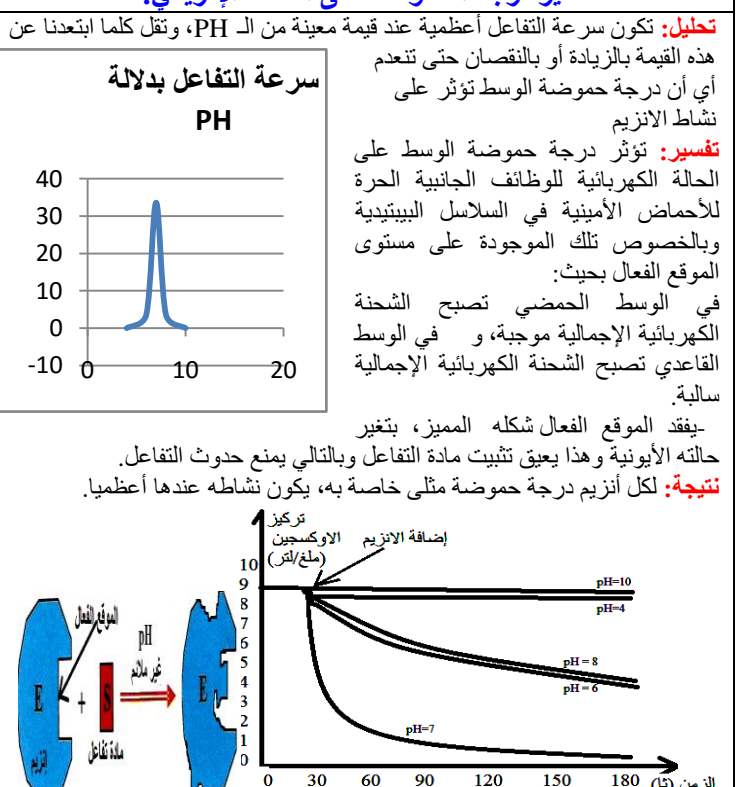 تحليل: تكون سرعة التفاعل أعظمية عند قيمة معينة من الـ PH، وتقل كلما ابتعدنا عن
هذه القيمة بالزيادة أو بالنقصان حتى تنعدم
أي أن درجة حموضة الوسط تؤثر على
نشاط الانزيم
تفسير: تؤثر درجة حموضة الوسط على
الحالة الكهربائية للوظائف الجانبية الحرة
للأحماض الأمينية في السلاسل الببتيدية
وبالخصوص تلك الموجودة على مستوى
الموقع الفعال بحيث:
في الوسط الحمضي تصبح الشحنة
الكهربائية الإجمالية موجبة، و في الوسط
القاعدي تصبح الشحنة الكهربائية الإجمالية
سالبة.
سرعة التفاعل بدلالة
PH
40
30
20
10
0
-10
0 10 20
-يفقد الموقع الفعال شكله المميز، بتغير
حالته الأيونية وهذا يعيق تثبيت مادة التفاعل وبالتالي يمنع حدوث التفاعل.
نتيجة: لكل أنزيم درجة حموضة مثلى خاصة به، يكون نشاطه عندها أعظميا.
تركيز
الاوكسجين
(ملغ/لتر)
إضافة الانزيم
10
9
8
7
6
5
4
3
2
1
0
pH=10
pH=4
pH = 8
pH = 6
pH=7
0 30 60 90 120 150 180
الزمن (ثا)
الموقع الفعال
pH
غير ملائم
E + S
E
مادة تفاعل
إنزيم